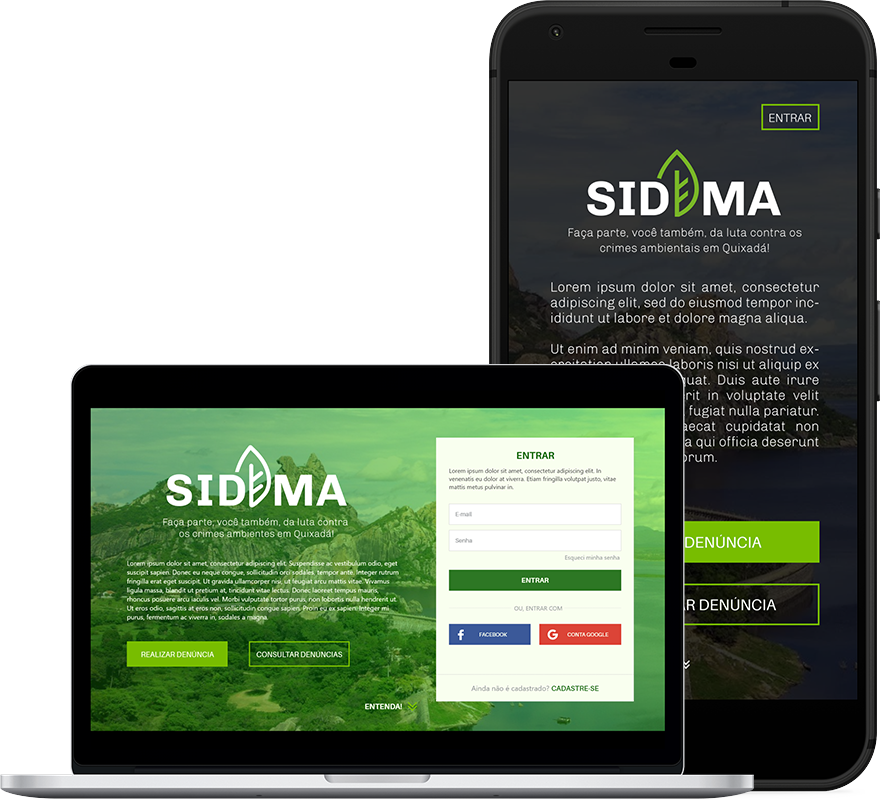 ENTRAR
SIDEMA
Faça parte, você também, da luta contra os
crimes ambientais em Quixadá!
Lorem ipsum dolor sit amet, consectetur
adipiscing elit, sed do eiusmod tempor inc-
ididunt ut labore et dolore magna aliqua.
Ut enim ad minim veniam, quis nostrud ex-
ullamco laboris nisi ut aliquip ex
quat. Duis aute irure
rit in voluptate velit
fugiat nulla pariatur.
aecat cupidatat non
a qui officia deserunt
orum.
DENÚNCIA
AR DENÚNCIA
SIDEMA
Faça parte, você também, da luta contra
os crimes ambientes em Quixadá!
Lorem ipsum dolor sit amet, consectetur adipiscing elit. Suspendisse ac vestibulum odio, eget
suscipit sapien. Donec eu neque congue, sollicitudin orci sodales, tempor ante. Integer rutrum
fringilla erat eget suscipit. Ut gravida ullamcorper nisi, ut feugiat arcu mattis vitae. Vivamus
ligula massa, blandit ut pretium at, tincidunt vitae lectus. Donec laoreet tempus mauris,
rhoncus posuere arcu iaculis vel. Morbi vulputate tortor purus, non lobortis nulla hendrerit ut.
Ut eros odio, sagittis at eros non, sollicitudin congue sapien. Proin eu ex sapien. Integer mi
purus, fermentum ac viverra in, sodales a magna.
REALIZAR DENÚNCIA
CONSULTAR DENÚNCIAS
ENTENDA!
ENTRAR
Lorem ipsum dolor sit amet, consectetur adipiscing elit. In
venenatis eu dolor at viverra. Etiam fringilla volutpat justo, vitae
mattis metus pulvinar in.
E-mail
Senha
Esqueci minha senha
ENTRAR
OU, ENTRAR COM
FACEBOOK
CONTA GOOGLE
Ainda não é cadastrado? CADASTRE-SE